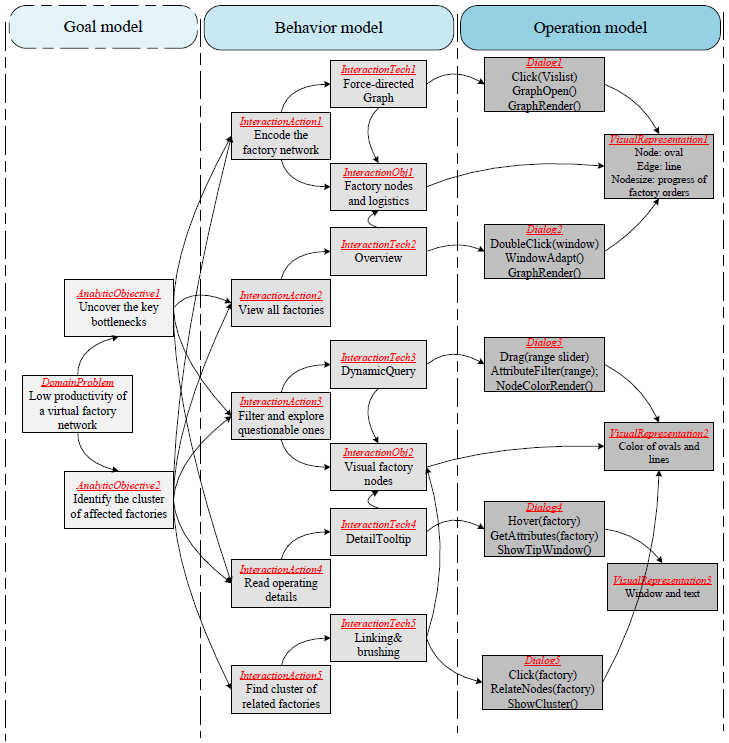 Goal model
Behavior model
Operation model
AnalyticObjective1
Uncover the key
bottlenecks
DomainProblem
Low productivity of
a virtual factory
network
AnalyticObjective2
Identify the cluster
of affected factories
InteractionAction1
Encode the
factory network
InteractionAction2
View all factories
InteractionAction3
Filter and explore
questionable ones
InteractionAction4
Read operating
details
InteractionAction5
Find cluster of
related factories
InteractionTech1
Force-directed
Graph
InteractionObj1
Factory nodes
and logistics
InteractionTech2
Overview
InteractionTech3
DynamicQuery
InteractionObj2
Visual factory
nodes
InteractionTech4
DetailTooltip
InteractionTech5
Linking&
brushing
Dialog1
Click(Vislist)
GraphOpen()
GraphRender()
Dialog2
DoubleClick(window)
WindowAdapt()
GraphRender()
Dialog3
Drag(range slider)
AttributeFilter(range);
NodeColorRender()
Dialog4
Hover(factory)
GetAttributes(factory)
ShowTipWindow()
Dialog5
Click(factory)
RelateNodes(factory)
ShowCluster()
VisualRepresentation1
Node: oval
Edge: line
Nodesize: progress of
factory orders
VisualRepresentation2
Color of ovals and
lines
VisualRepresentation3
Window and text